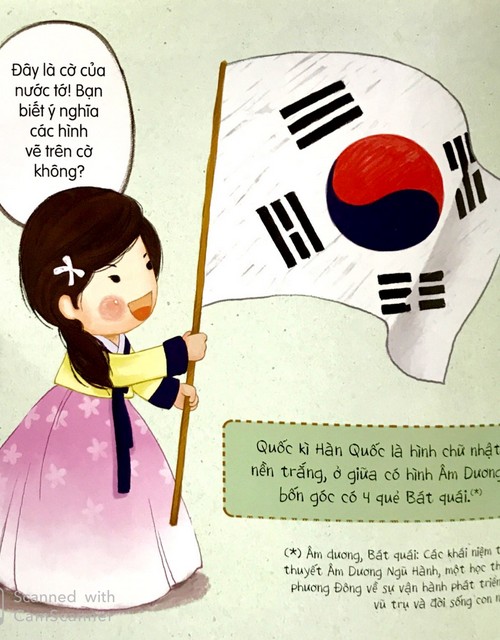 Đây là cờ của
nước tớ! Bạn
biết ý nghĩa
các hình
vẽ trên cờ
không?
Quốc kì Hàn Quốc là hình chữ nhật
nền trắng, ở giữa có hình Âm Dương
bốn góc có 4 quẻ Bát quái.(*)
(*) Âm dương, Bát quái: Các khái niệm
thuyết Âm Dương Ngũ Hành, một học
phương Đông về sự vận hành phát triển
vũ trụ và đời sống con
Scanned with
CamScanner